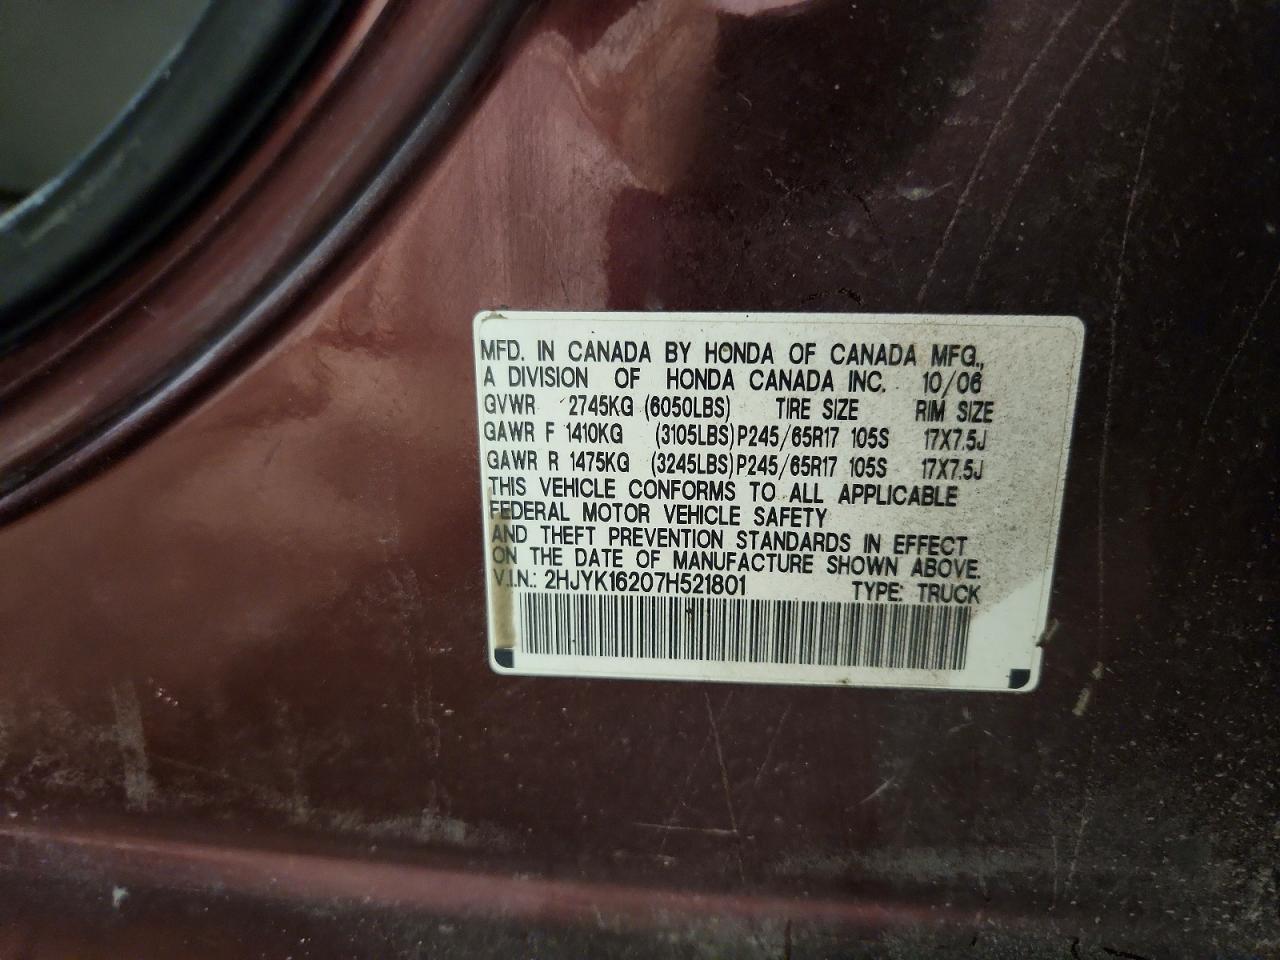 MFD. IN CANADA BY HONDA OF CANADA MFG.,
A DIVISION OF HONDA CANADA INC. 10/06
GVWR 2745KG (6050LBS) TIRE SIZE RIM SIZE
GAWR F 1410KG (3105LBS) P245/65R17 105S 17X7.5J
GAWR R 1475KG (3245LBS) P245/65R17 105S 17X7.5J
THIS VEHICLE CONFORMS TO ALL APPLICABLE
FEDERAL MOTOR VEHICLE SAFETY
AND THEFT PREVENTION STANDARDS IN EFFECT
ON THE DATE OF MANUFACTURE SHOWN ABOVE.
V.I.N.: 2HJYK16207H521801 TYPE: TRUCK